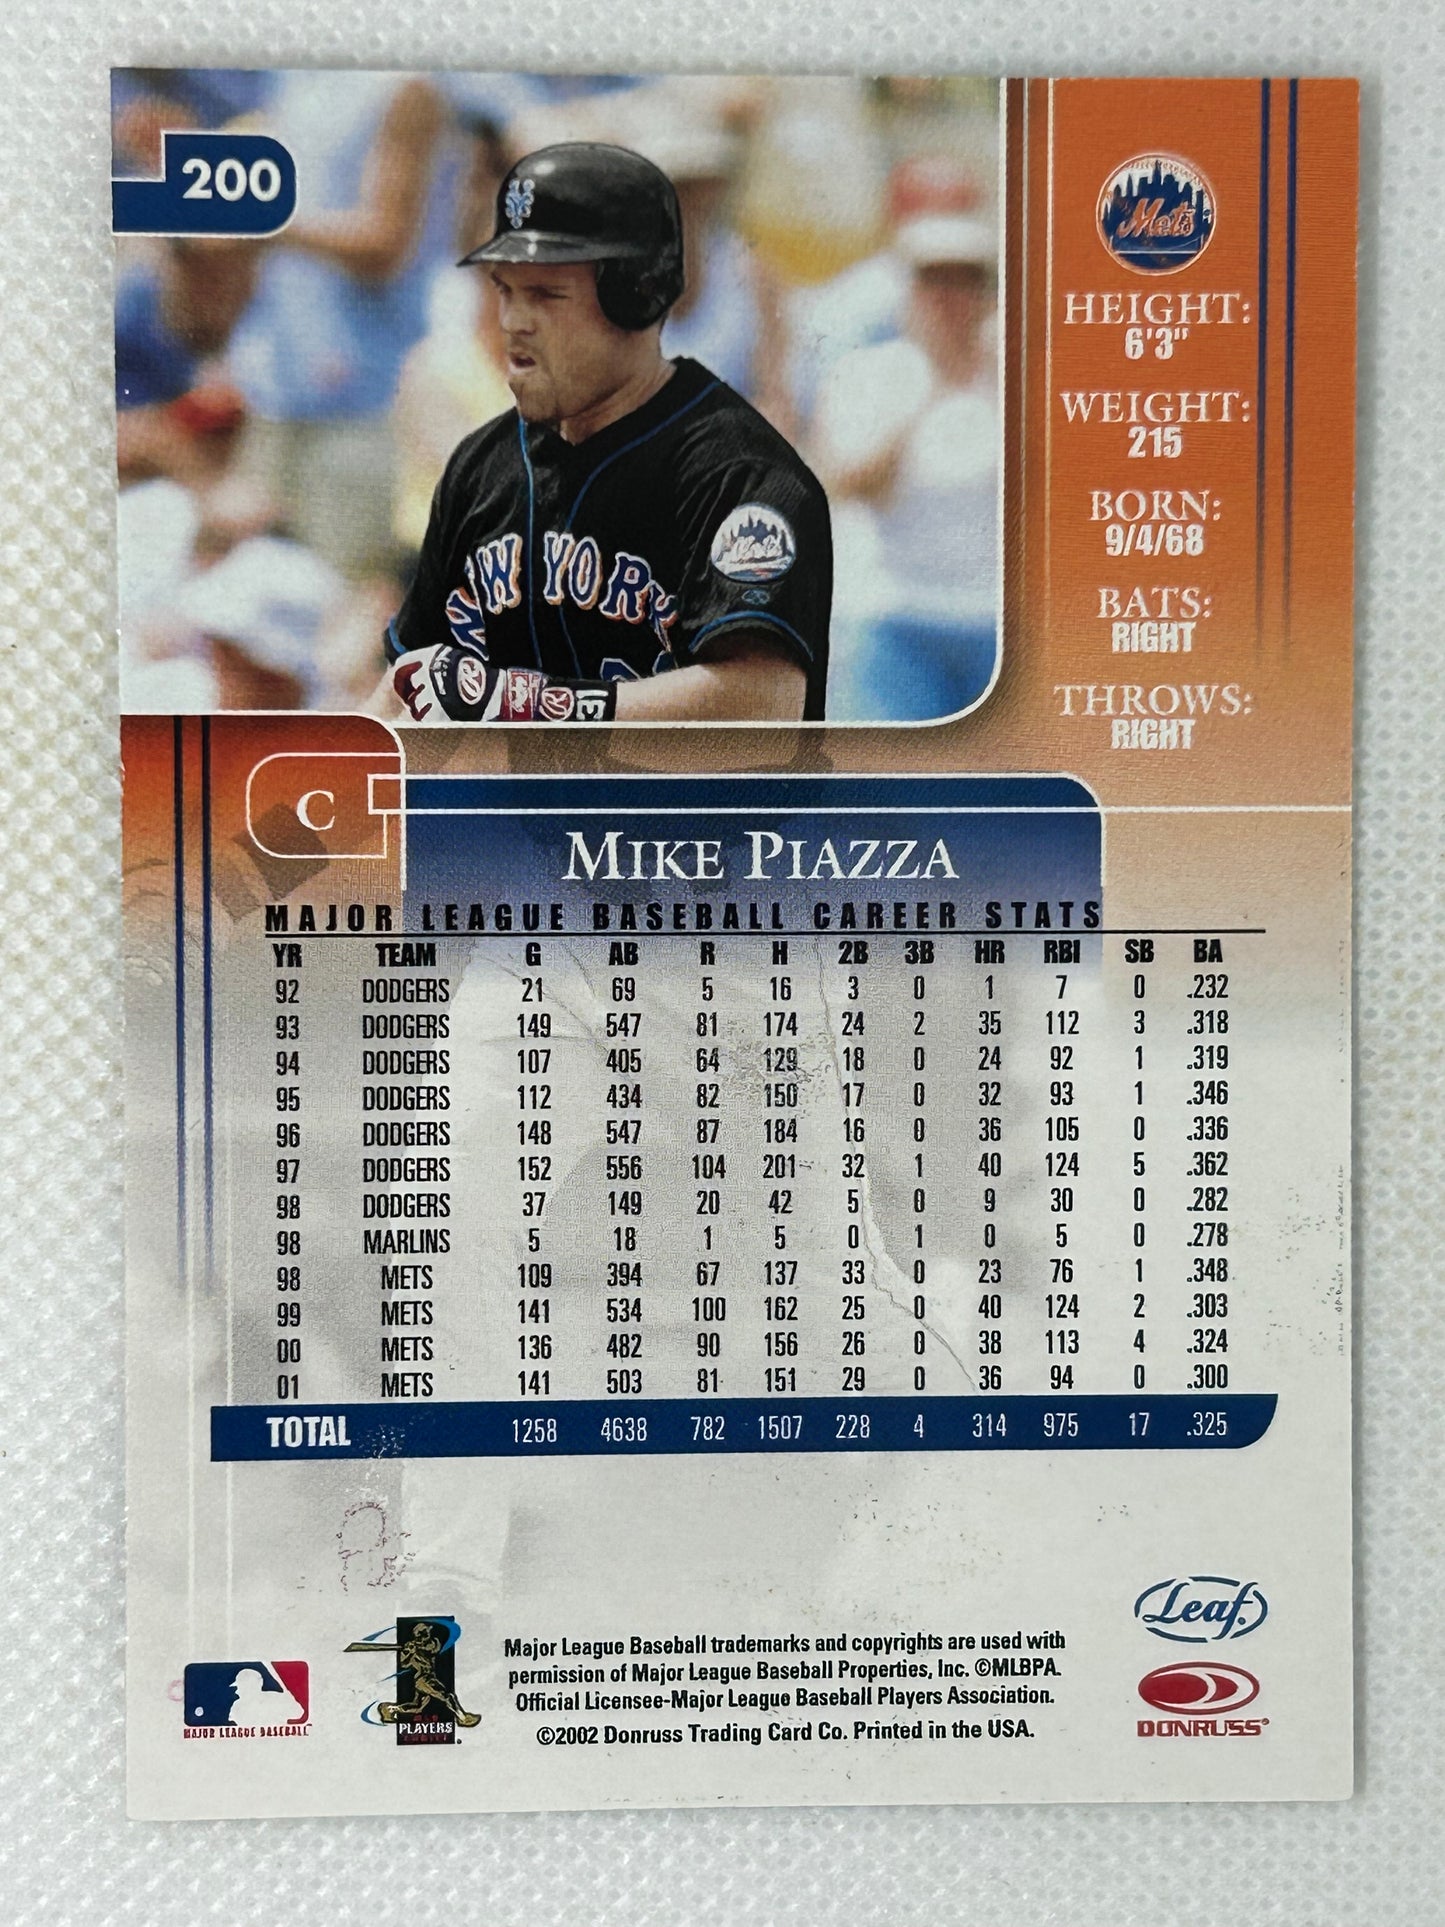 200
NEW YORK
Mets
Mets
HEIGHT:
6'3"
WEIGHT:
215
BORN:
9/4/68
BATS:
RIGHT
THROWS:
RIGHT
C
MIKE PIAZZA
MAJOR LEAGUE BASEBALL CAREER STATS
YR TEAM G AB R H 2B 3B HR RBI SB BA
92 DODGERS 21 69 5 16 3 0 1 7 0 .232
93 DODGERS 149 547 81 174 24 2 35 112 3 .318
94 DODGERS 107 405 64 129 18 0 24 92 1 .319
95 DODGERS 112 434 82 150 17 0 32 93 1 .346
96 DODGERS 148 547 87 184 16 0 36 105 0 .336
97 DODGERS 152 556 104 201 32 1 40 124 5 .362
98 DODGERS 37 149 20 42 5 0 9 30 0 .282
98 MARLINS 5 18 1 5 0 1 0 5 0 .278
98 METS 109 394 67 137 33 0 23 76 1 .348
99 METS 141 534 100 162 25 0 40 124 2 .303
00 METS 136 482 90 156 26 0 38 113 4 .324
01 METS 141 503 81 151 29 0 36 94 0 .300
TOTAL 1258 4638 782 1507 228 4 314 975 17 .325
MAJOR LEAGUE BASEBALL
PLAYERS
CHOICE
Major League Baseball trademarks and copyrights are used with
permission of Major League Baseball Properties, Inc. ©MLBPA.
Official Licensee-Major League Baseball Players Association.
©2002 Donruss Trading Card Co. Printed in the USA.
Leaf
DONRUSS